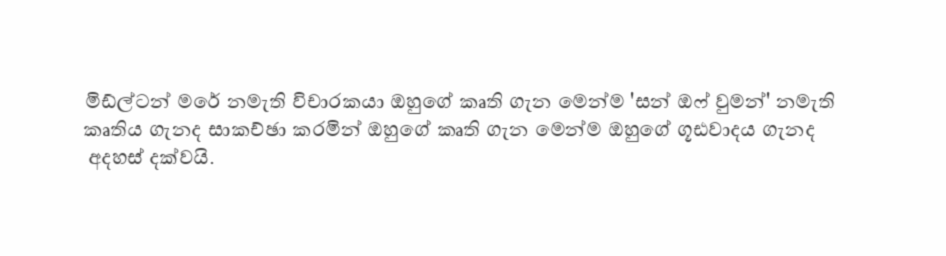 මිඩ්ල්ටන් මරේ නමැති විචාරකයා ඔහුගේ කෘති ගැන මෙන්ම 'සන් ඔෆ් වුමන්' නමැති
කෘතිය ගැනද සාකච්ඡා කරමින් ඔහුගේ කෘති ගැන මෙන්ම ඔහුගේ ගූඪවාදය ගැනද
අදහස් දක්වයි.